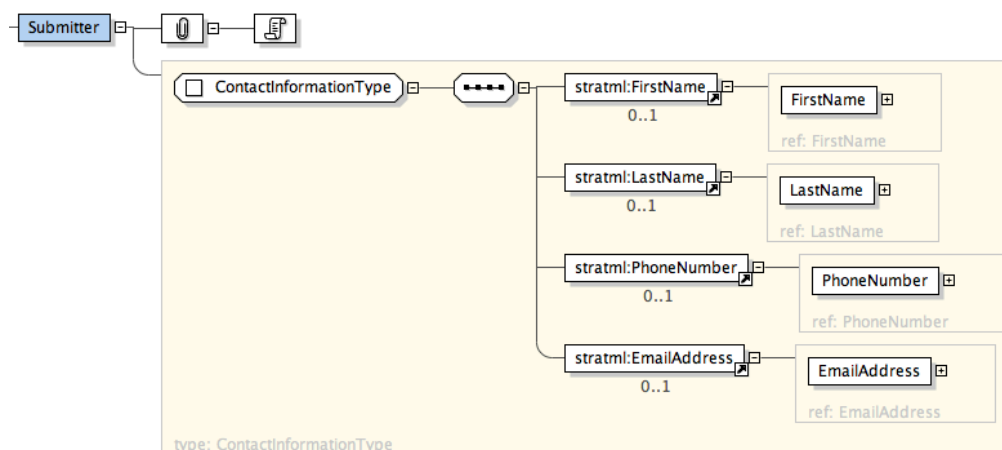 Submitter
ContactInformationType
stratml:FirstName
0..1
FirstName
ref: FirstName
stratml:LastName
0..1
LastName
ref: LastName
stratml:PhoneNumber
0..1
PhoneNumber
ref: PhoneNumber
stratml:EmailAddress
0..1
EmailAddress
ref: EmailAddress
type: ContactInformationType